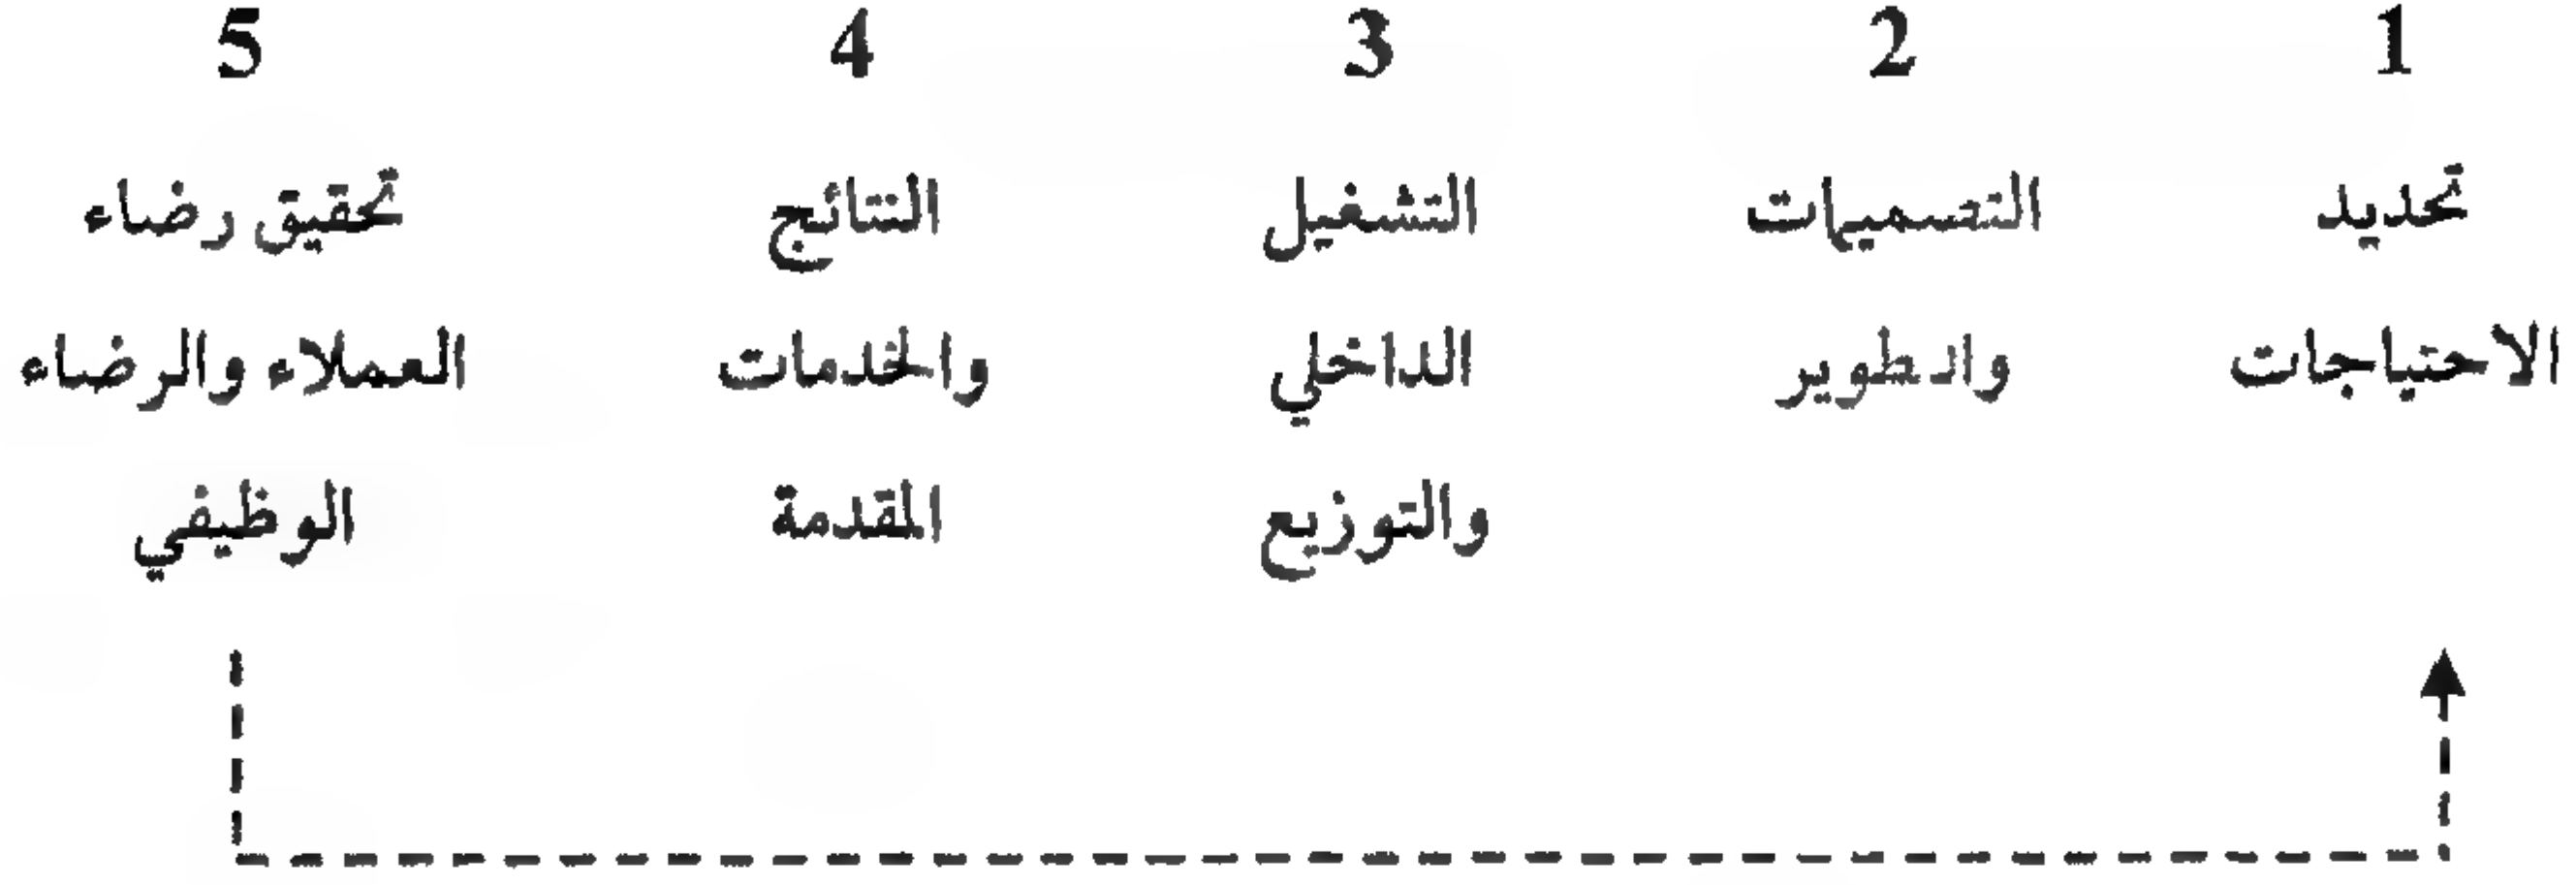 1 2 3 4 5
تحديد التصميمات التشغيل النتائج تحقيق رضاء
الاحتياجات والتطوير الداخلي والخدمات العملاء والرضاء
والتوزيع المقدمة الوظيفي